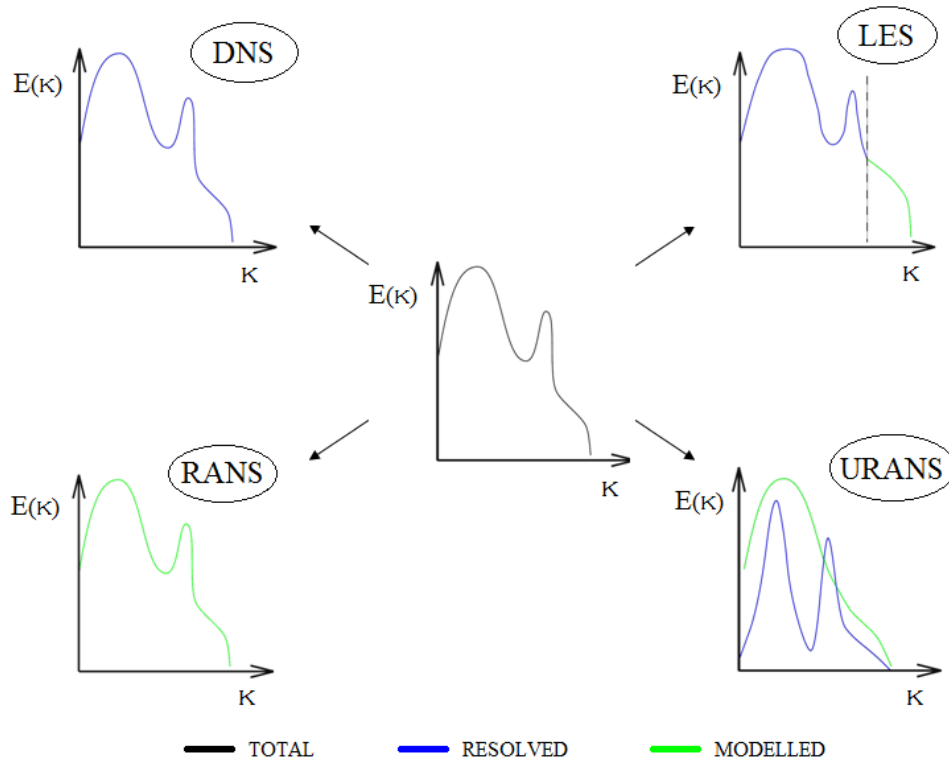 DNS
E(κ)
κ
LES
E(κ)
κ
E(κ)
κ
RANS
E(κ)
κ
URANS
E(κ)
κ
TOTAL
RESOLVED
MODELLED